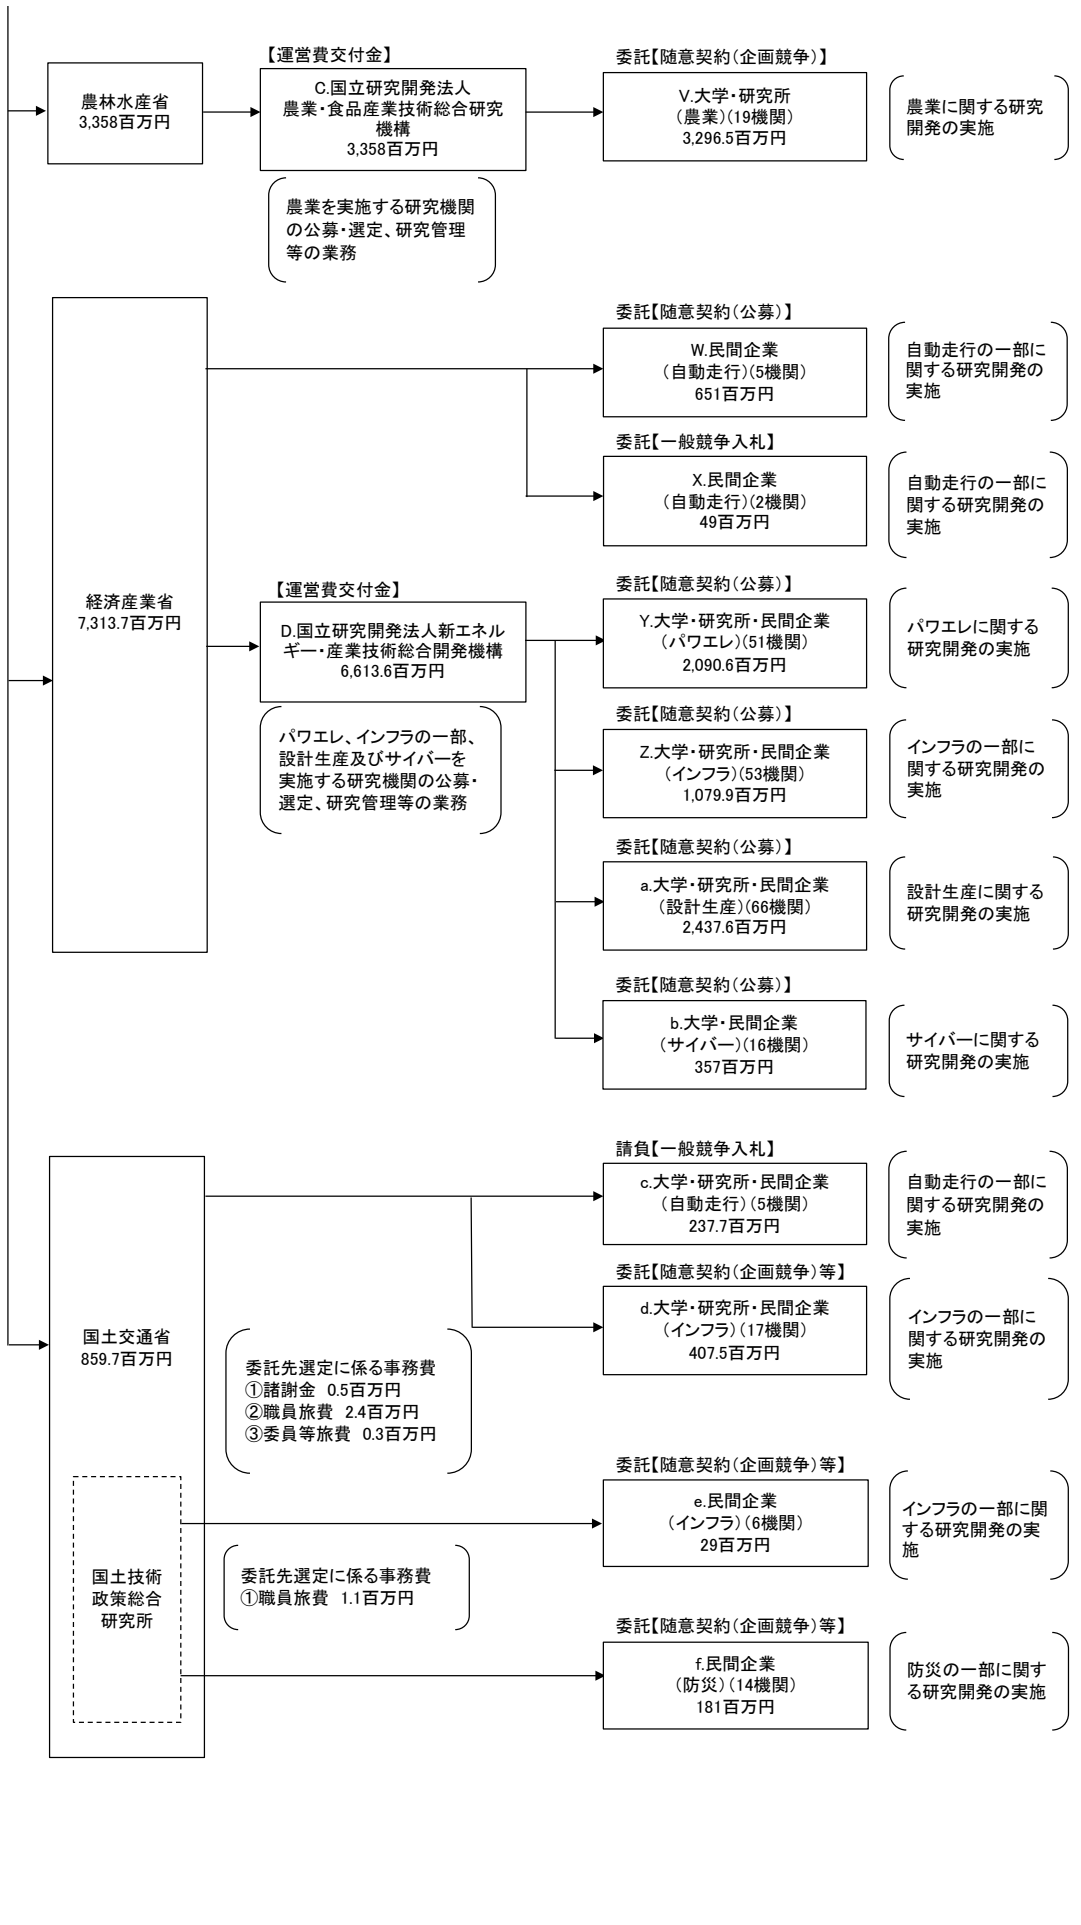 農林水産省
3,358百万円
【運営費交付金】
C.国立研究開発法人
農業・食品産業技術総合研究
機構
3,358百万円
農業を実施する研究機関
の公募・選定、研究管理
等の業務
委託【随意契約(企画競争)】
V.大学・研究所
(農業)(19機関)
3,296.5百万円
農業に関する研究
開発の実施
経済産業省
7,313.7百万円
委託【随意契約(公募)】
W.民間企業
(自動走行)(5機関)
651百万円
自動走行の一部に
関する研究開発の
実施
委託【一般競争入札】
X.民間企業
(自動走行)(2機関)
49百万円
自動走行の一部に
関する研究開発の
実施
【運営費交付金】
D.国立研究開発法人新エネル
ギー・産業技術総合開発機構
6,613.6百万円
パワエレ、インフラの一部、
設計生産及びサイバーを
実施する研究機関の公募・
選定、研究管理等の業務
委託【随意契約(公募)】
Y.大学・研究所・民間企業
(パワエレ)(51機関)
2,090.6百万円
パワエレに関する
研究開発の実施
委託【随意契約(公募)】
Z.大学・研究所・民間企業
(インフラ)(53機関)
1,079.9百万円
インフラの一部に
関する研究開発の
実施
委託【随意契約(公募)】
a.大学・研究所・民間企業
(設計生産)(66機関)
2,437.6百万円
設計生産に関する
研究開発の実施
委託【随意契約(公募)】
b.大学・民間企業
(サイバー)(16機関)
357百万円
サイバーに関する
研究開発の実施
国土交通省
859.7百万円
請負【一般競争入札】
c.大学・研究所・民間企業
(自動走行)(5機関)
237.7百万円
自動走行の一部に
関する研究開発の
実施
委託【随意契約(企画競争)等】
d.大学・研究所・民間企業
(インフラ)(17機関)
407.5百万円
インフラの一部に
関する研究開発の
実施
委託先選定に係る事務費
①諸謝金 0.5百万円
②職員旅費 2.4百万円
③委員等旅費 0.3百万円
国土技術
政策総合
研究所
委託【随意契約(企画競争)等】
e.民間企業
(インフラ)(6機関)
29百万円
インフラの一部に関
する研究開発の実
施
委託先選定に係る事務費
①職員旅費 1.1百万円
委託【随意契約(企画競争)等】
f.民間企業
(防災)(14機関)
181百万円
防災の一部に関す
る研究開発の実施